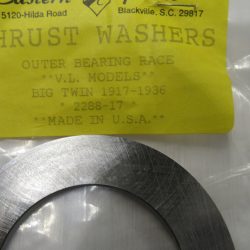 Eastern
5120-Hilda Road
Blackville, S.C. 29817
THRUST WASHERS
OUTER BEARING RACE
**V.L. MODELS**
BIG TWIN 1917-1936
* 2288-17 *
**MADE IN U.S.A.**